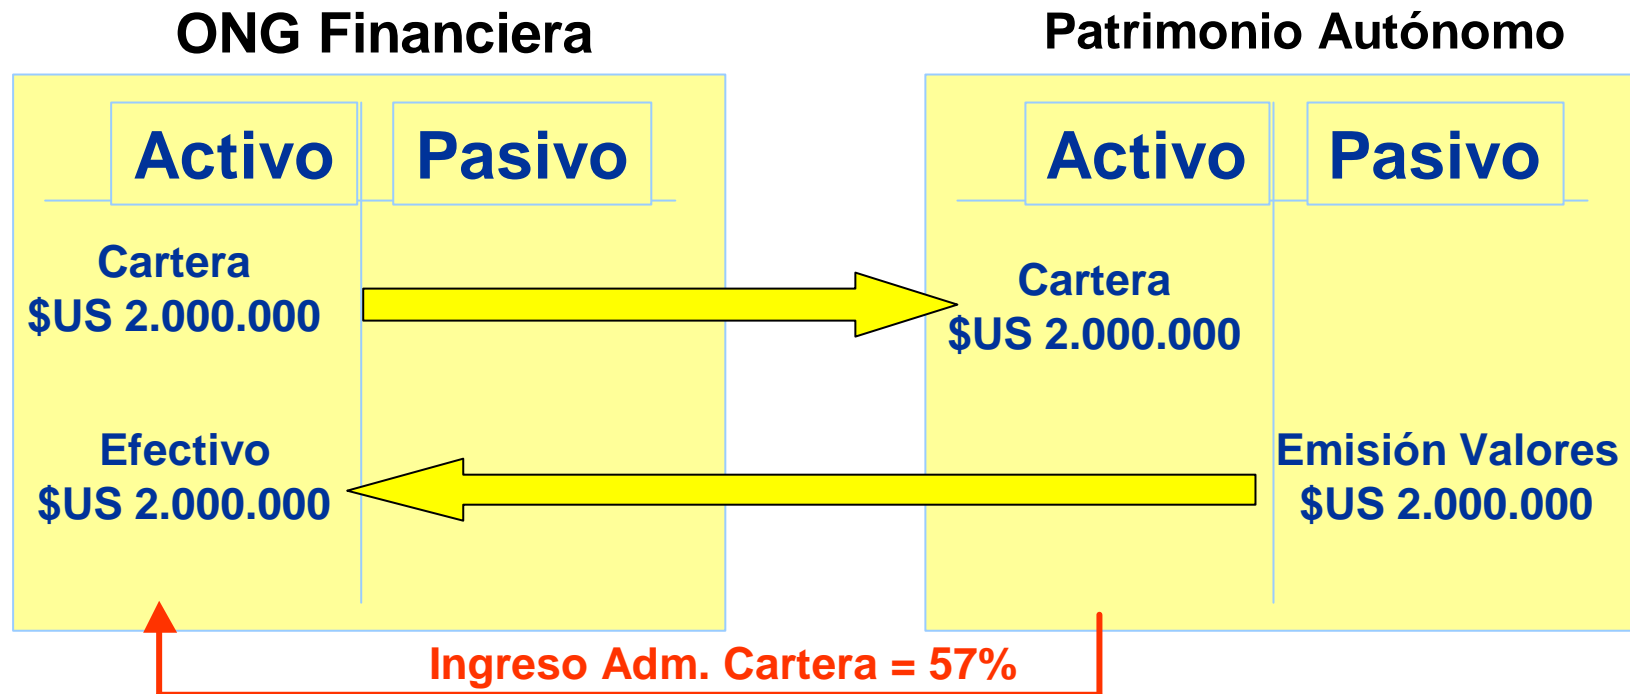 ONG Financiera
Activo
Pasivo
Cartera
$US 2.000.000
Efectivo
$US 2.000.000
Patrimonio Autónomo
Activo
Pasivo
Cartera
$US 2.000.000
Emisión Valores
$US 2.000.000
Ingreso Adm. Cartera = 57%